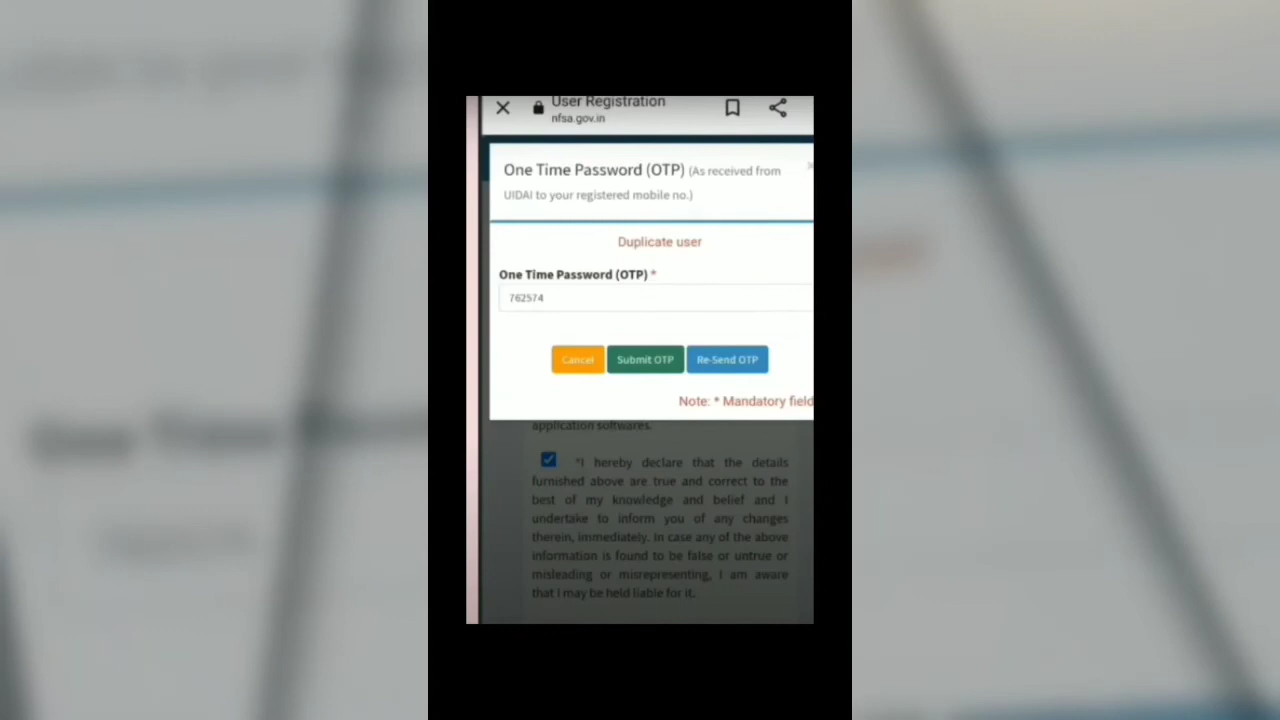 User Registration
nfsa.gov.in
One Time Password (OTP) (As received from
UIDAI to your registered mobile no.)
Duplicate user
One Time Password (OTP) *
762574
Cancel Submit OTP Re-Send OTP
Note: * Mandatory field
application softwares.
*I hereby declare that the details
furnished above are true and correct to the
best of my knowledge and belief and I
undertake to inform you of any changes
therein, immediately. In case any of the above
information is found to be false or untrue or
misleading or misrepresenting, I am aware
that I may be held liable for it.